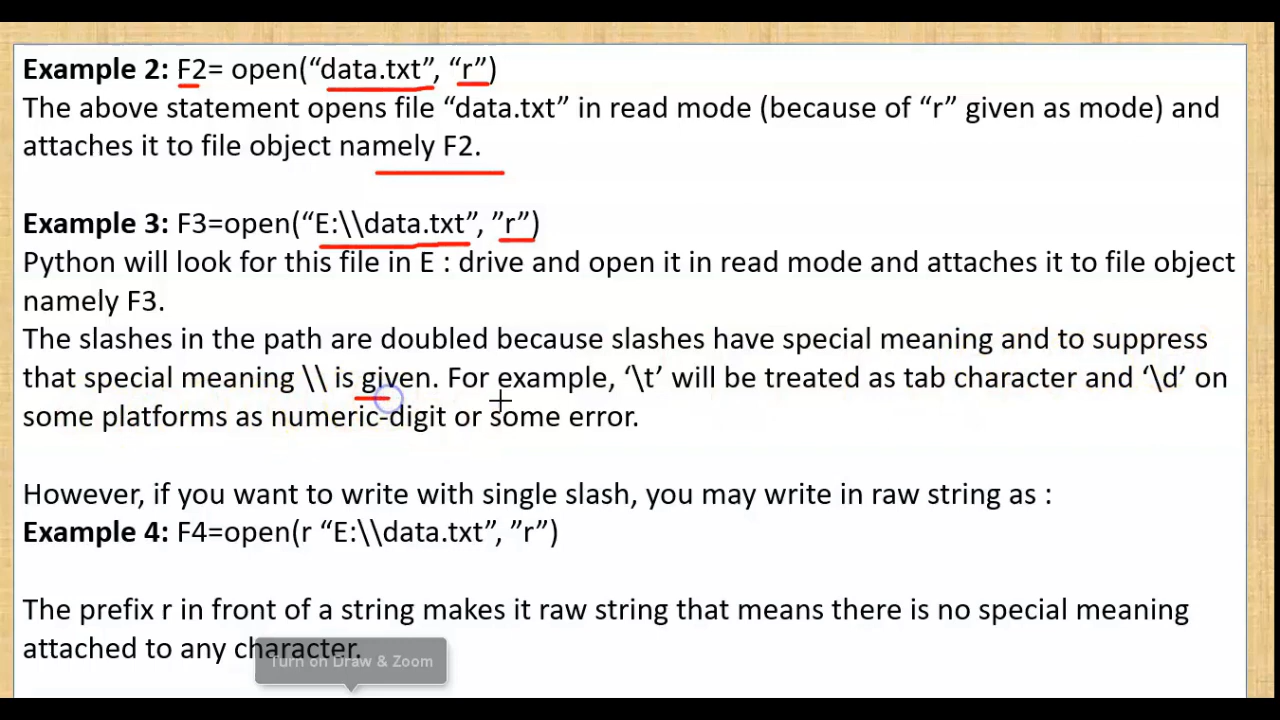 Example 2: F2= open(“data.txt”, “r”)
The above statement opens file “data.txt” in read mode (because of “r” given as mode) and
attaches it to file object namely F2.
Example 3: F3=open(“E:\\data.txt”, ”r”)
Python will look for this file in E : drive and open it in read mode and attaches it to file object
namely F3.
The slashes in the path are doubled because slashes have special meaning and to suppress
that special meaning \\ is given. For example, ‘\t’ will be treated as tab character and ‘\d’ on
some platforms as numeric-digit or some error.
However, if you want to write with single slash, you may write in raw string as :
Example 4: F4=open(r “E:\\data.txt”, ”r”)
The prefix r in front of a string makes it raw string that means there is no special meaning
attached to any character.
Turn on Draw & Zoom